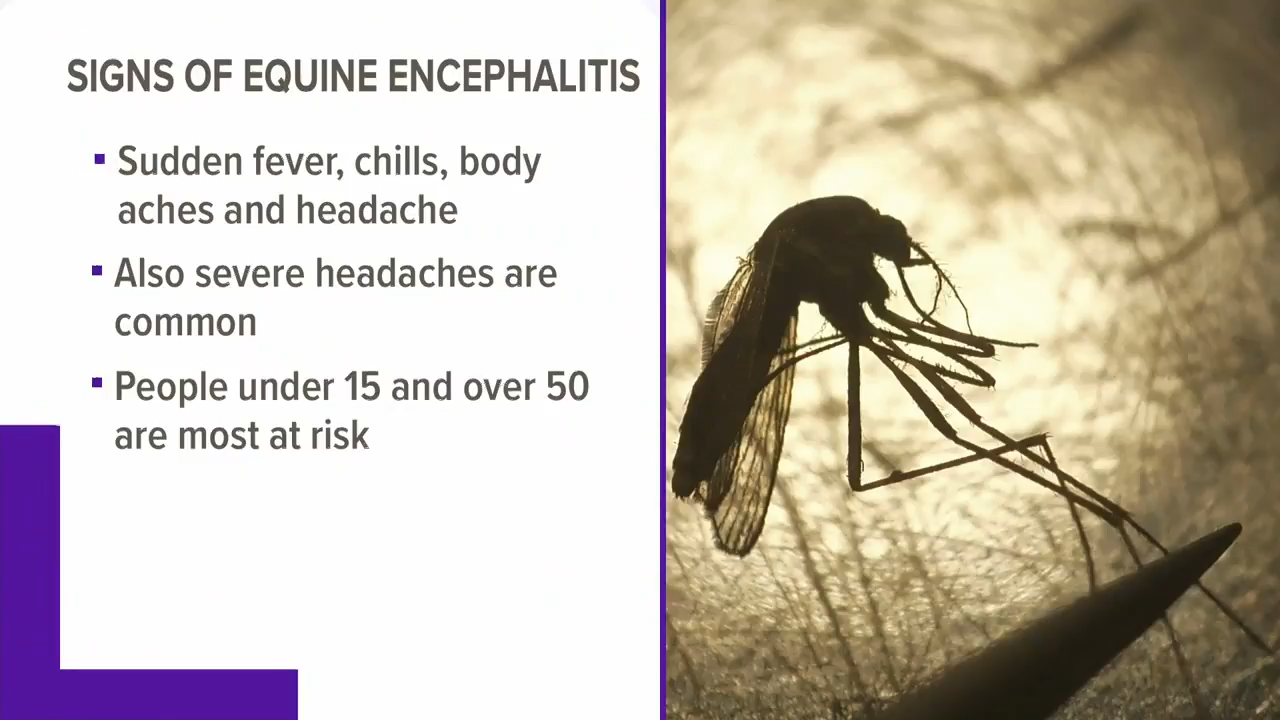 SIGNS OF EQUINE ENCEPHALITIS
▪ Sudden fever, chills, body
aches and headache
▪ Also severe headaches are
common
▪ People under 15 and over 50
are most at risk